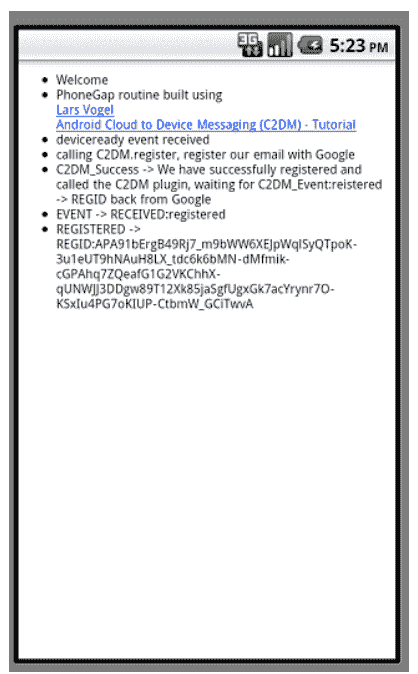 3G 5:23 PM
• Welcome
• PhoneGap routine built using
Lars Vogel
Android Cloud to Device Messaging (C2DM) - Tutorial
• deviceready event received
• calling C2DM.register, register our email with Google
• C2DM_Success -> We have successfully registered and
called the C2DM plugin, waiting for C2DM_Event:reistered
-> REGID back from Google
• EVENT -> RECEIVED:registered
• REGISTERED ->
REGID:APA91bErgB49Rj7_m9bWW6XEJpWqlSyQTpoK-
3u1eUT9hNAuH8LX_tdc6k6bMN-dMfmik-
cGPAhq7ZQeafG1G2VKChhX-
qUNWJJ3DDgw89T12Xk85jaSgfUgxGk7acYrynr7O-
KSxIu4PG7oKIUP-CtbmW_GCiTwvA